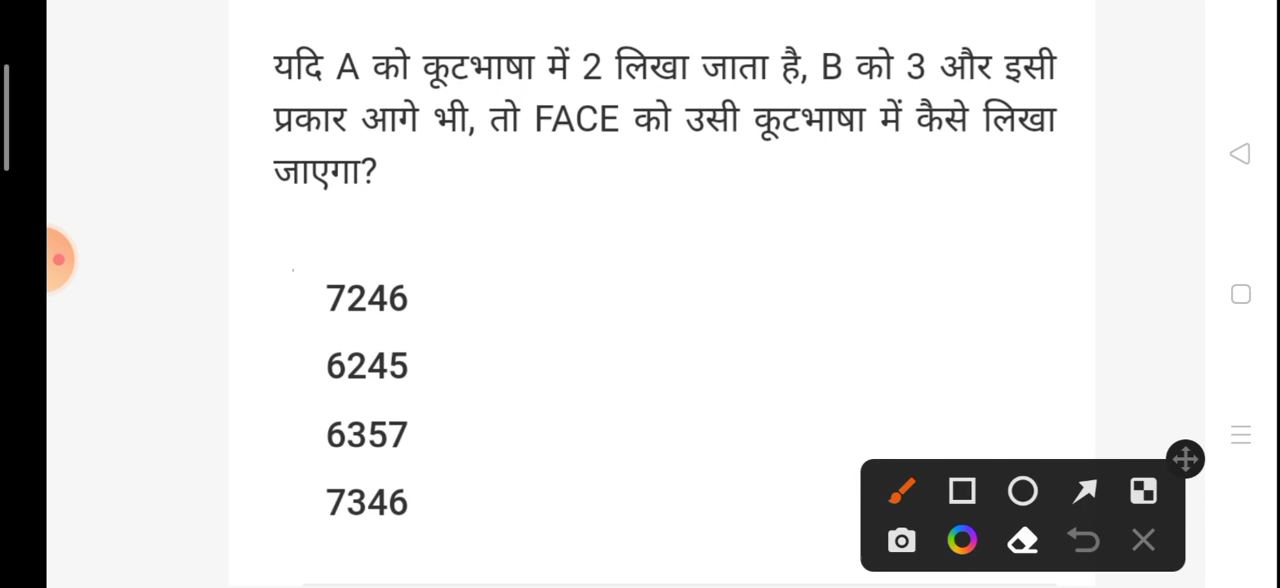 यदि A को कूटभाषा में 2 लिखा जाता है, B को 3 और इसी
प्रकार आगे भी, तो FACE को उसी कूटभाषा में कैसे लिखा
जाएगा?
7246
6245
6357
7346